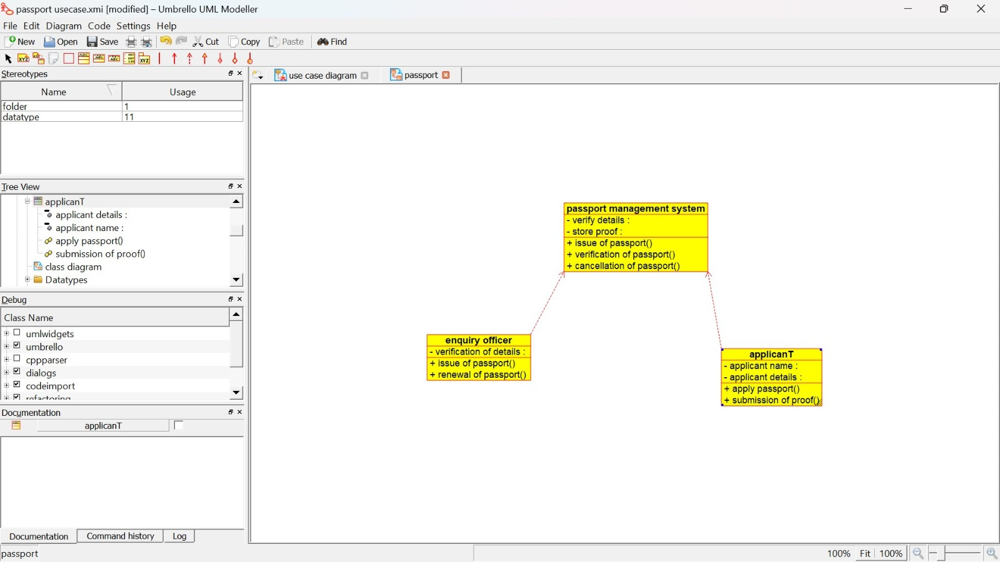 passport usecase.xmi [modified] – Umbrello UML Modeller
File Edit Diagram Code Settings Help
New Open Save Cut Copy Paste Find
Stereotypes
Name Usage
folder 1
datatype 11
Tree View
applicanT
applicant details :
applicant name :
apply passport()
submission of proof()
class diagram
Datatypes
Debug
Class Name
umlwidgets
umbrello
cppparser
dialogs
codeimport
refactoring
Documentation
applicanT
Documentation Command history Log
passport
use case diagram passport
passport management system
- verify details :
- store proof :
+ issue of passport()
+ verification of passport()
+ cancellation of passport()
enquiry officer
- verification of details :
+ issue of passport()
+ renewal of passport()
applicanT
- applicant name :
- applicant details :
+ apply passport()
+ submission of proof()
100% Fit 100%